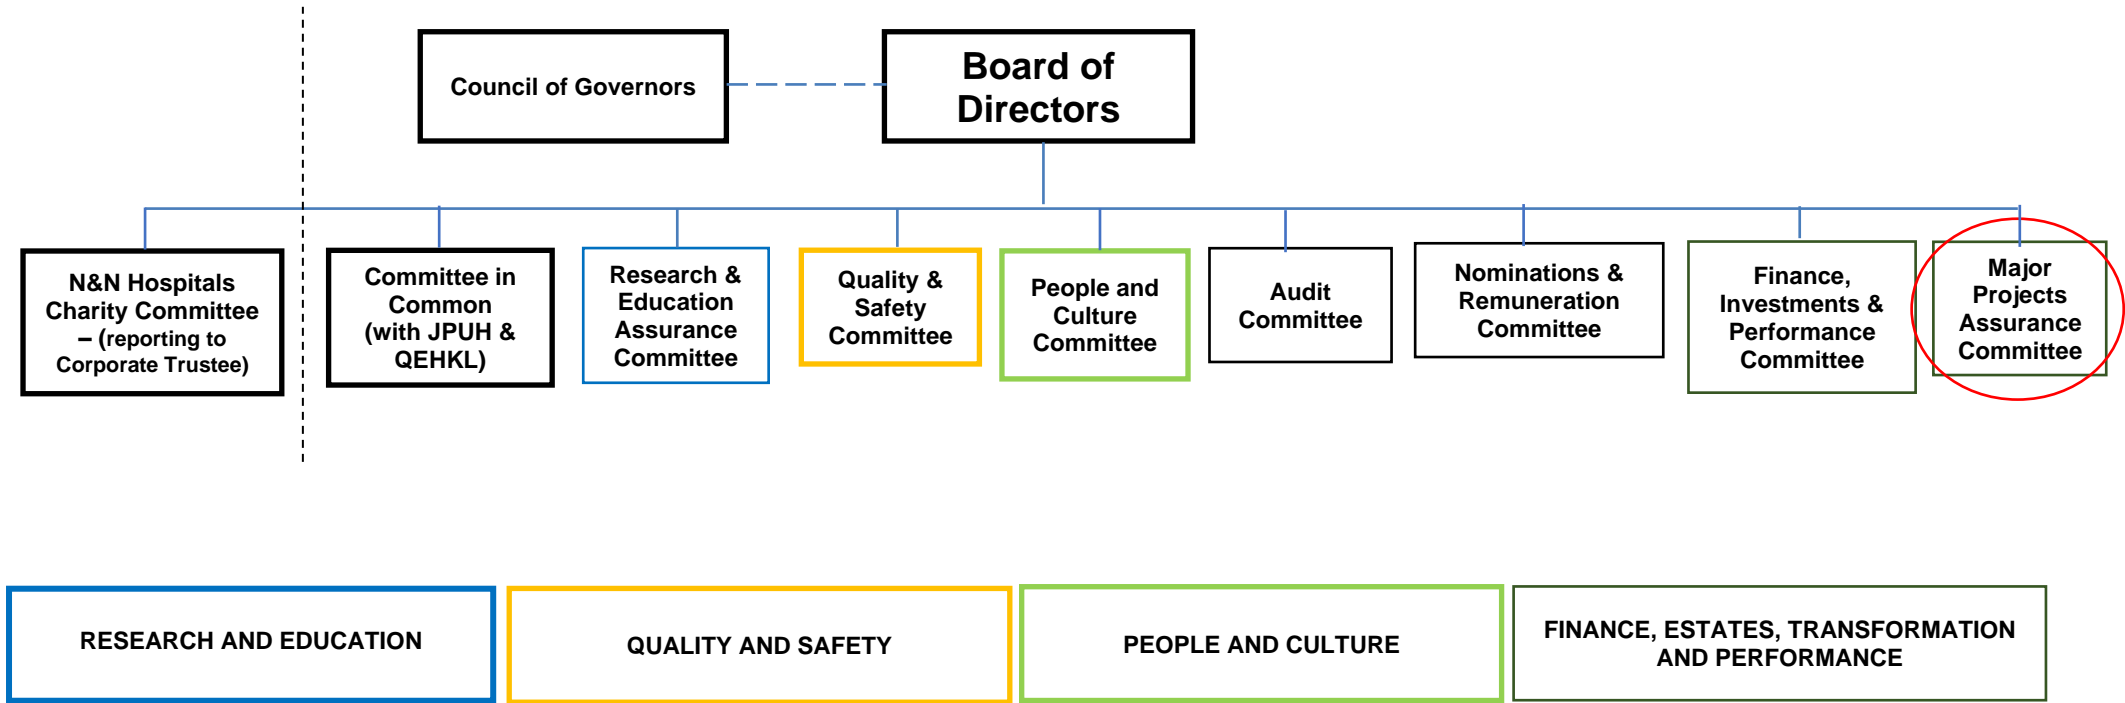 Council of Governors
Board of
Directors
N&N Hospitals
Charity Committee
– (reporting to
Corporate Trustee)
Committee in
Common
(with JPUH &
QEHKL)
Research &
Education
Assurance
Committee
Quality &
Safety
Committee
People and
Culture
Committee
Audit
Committee
Nominations &
Remuneration
Committee
Finance,
Investments &
Performance
Committee
Major
Projects
Assurance
Committee
RESEARCH AND EDUCATION
QUALITY AND SAFETY
PEOPLE AND CULTURE
FINANCE, ESTATES, TRANSFORMATION
AND PERFORMANCE